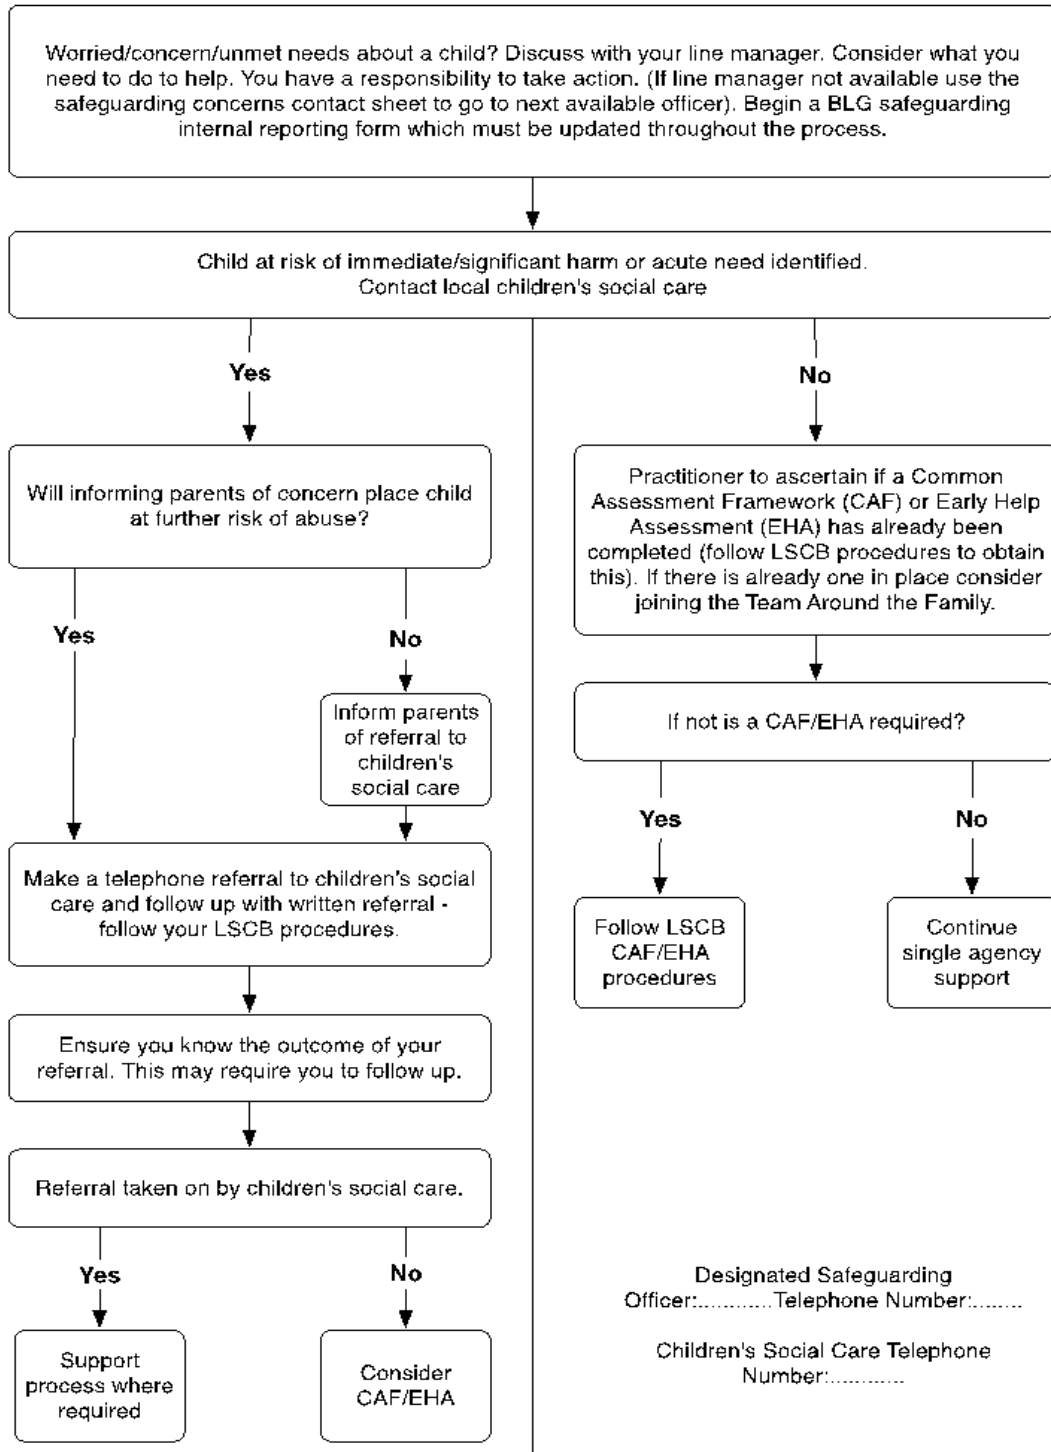 Worried/concern/unmet needs about a child? Discuss with your line manager. Consider what you
need to do to help. You have a responsibility to take action. (If line manager not available use the
safeguarding concerns contact sheet to go to next available officer). Begin a BLG safeguarding
internal reporting form which must be updated throughout the process.
Child at risk of immediate/significant harm or acute need identified.
Contact local children's social care
Yes
No
Will informing parents of concern place child
at further risk of abuse?
Practitioner to ascertain if a Common
Assessment Framework (CAF) or Early Help
Assessment (EHA) has already been
completed (follow LSCB procedures to obtain
this). If there is already one in place consider
joining the Team Around the Family.
Yes
No
Inform parents
of referral to
children's
social care
If not is a CAF/EHA required?
Yes
No
Make a telephone referral to children's social
care and follow up with written referral -
follow your LSCB procedures.
Follow LSCB
CAF/EHA
procedures
Continue
single agency
support
Ensure you know the outcome of your
referral. This may require you to follow up.
Referral taken on by children's social care.
Yes
No
Support
process where
required
Consider
CAF/EHA
Designated Safeguarding
Officer:............Telephone Number:........
Children's Social Care Telephone
Number:............